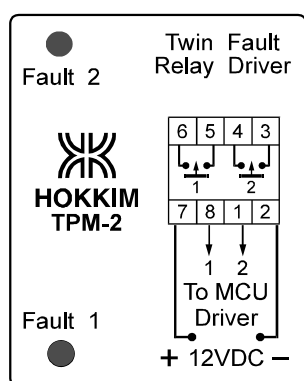 Twin Fault
Relay Driver
Fault 2
6 5 4 3
1 2
HOKKIM
TPM-2
7 8 1 2
1 2
To MCU
Driver
Fault 1
+ 12VDC −